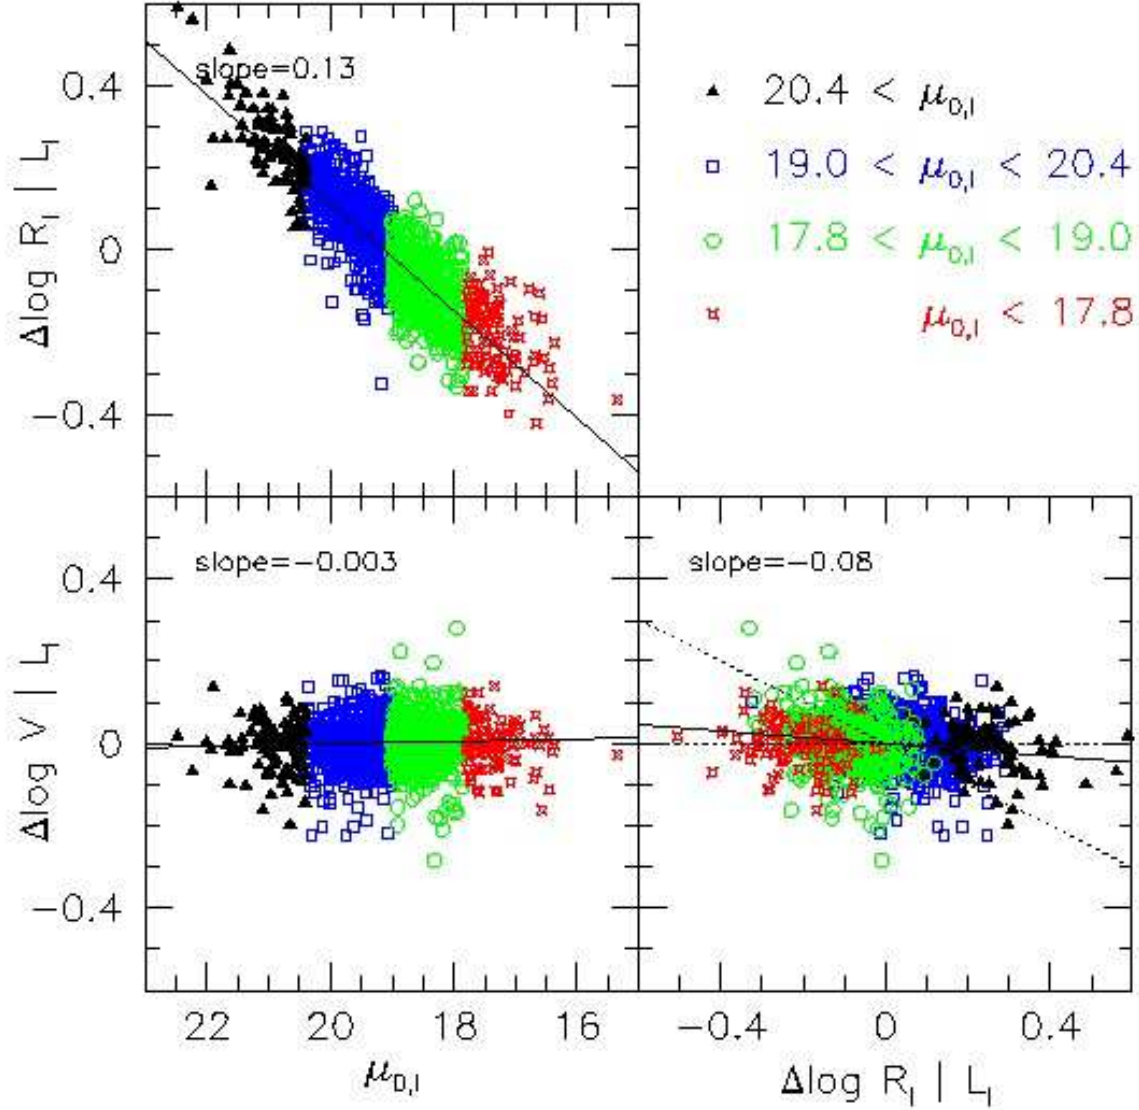 slope=0.13
0.4
0
−0.4
Δlog R_I | L_I
20.4 < μ_0,I
19.0 < μ_0,I < 20.4
17.8 < μ_0,I < 19.0
μ_0,I < 17.8
slope=−0.003
0.4
0
−0.4
Δlog V | L_I
22 20 18 16
μ_0,I
slope=−0.08
−0.4 0 0.4
Δlog R_I | L_I